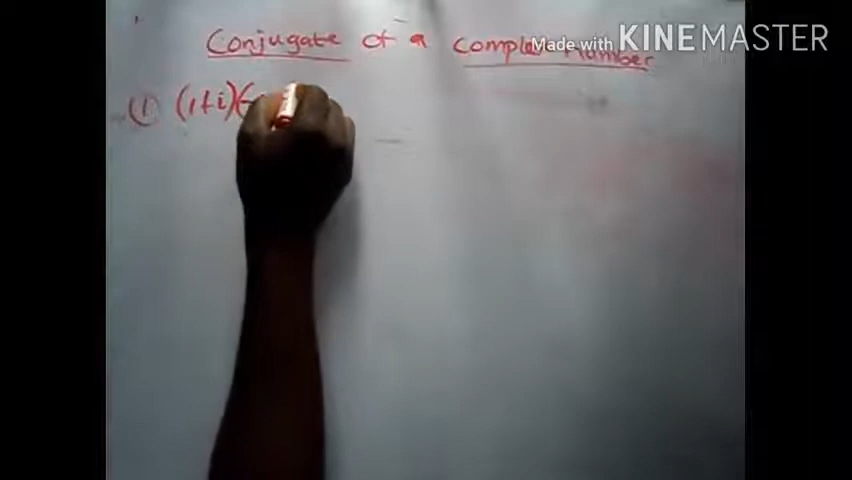 Conjugate of a Complex Number
Made with KINEMASTER
(1) (1+i)(